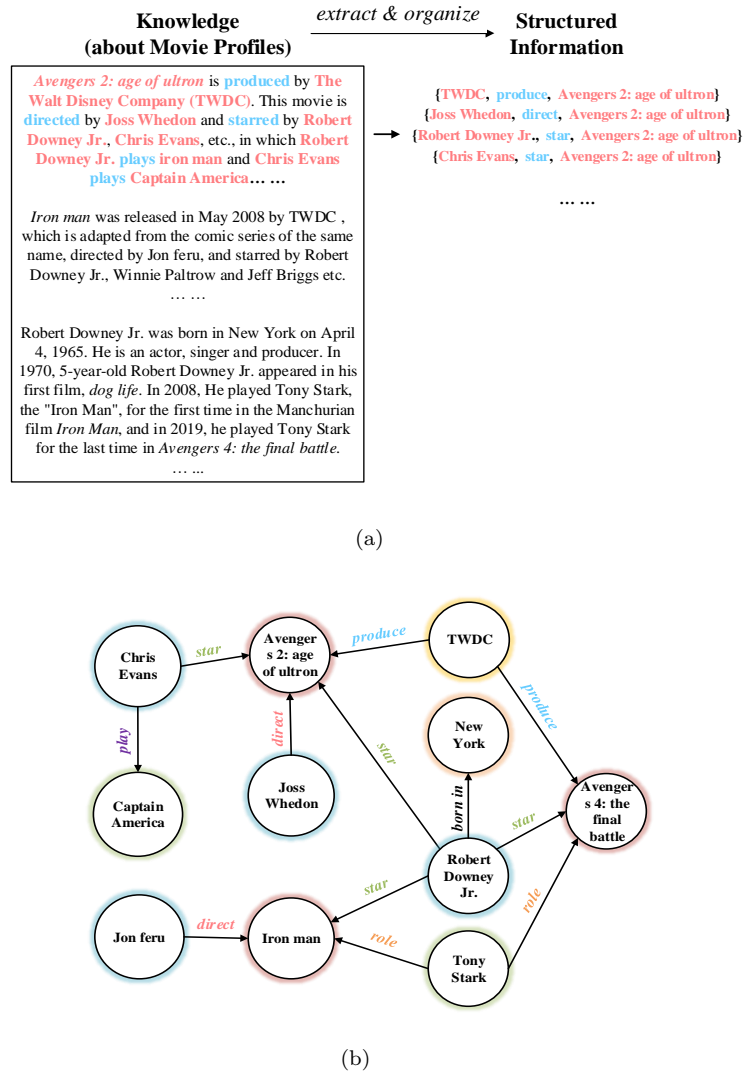 Knowledge
(about Movie Profiles)
extract & organize
Structured
Information
Avengers 2: age of ultron is produced by The
Walt Disney Company (TWDC). This movie is
directed by Joss Whedon and starred by Robert
Downey Jr., Chris Evans, etc., in which Robert
Downey Jr. plays iron man and Chris Evans
plays Captain America… …
Iron man was released in May 2008 by TWDC ,
which is adapted from the comic series of the same
name, directed by Jon feru, and starred by Robert
Downey Jr., Winnie Paltrow and Jeff Briggs etc.
… …
Robert Downey Jr. was born in New York on April
4, 1965. He is an actor, singer and producer. In
1970, 5-year-old Robert Downey Jr. appeared in his
first film, dog life. In 2008, He played Tony Stark,
the "Iron Man", for the first time in the Manchurian
film Iron Man, and in 2019, he played Tony Stark
for the last time in Avengers 4: the final battle.
… ...
{TWDC, produce, Avengers 2: age of ultron}
{Joss Whedon, direct, Avengers 2: age of ultron}
{Robert Downey Jr., star, Avengers 2: age of ultron}
{Chris Evans, star, Avengers 2: age of ultron}
… …
(a)
Chris
Evans
star
Avenger
s 2: age
of ultron
produce
TWDC
produce
play
direct
star
New
York
Captain
America
Joss
Whedon
born in
star
Avenger
s 4: the
final
battle
Robert
Downey
Jr.
star
role
Jon feru
direct
Iron man
role
Tony
Stark
(b)